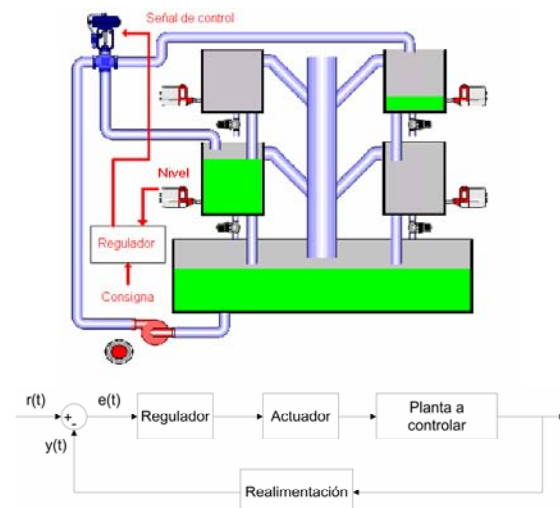 Señal de control
Nivel
Regulador
Consigna
r(t)
+
-
e(t)
y(t)
Regulador
Actuador
Planta a
controlar
Realimentación